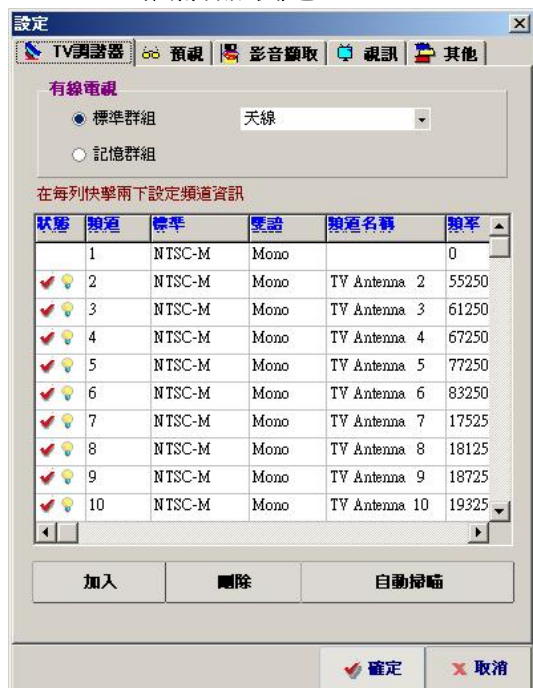 設定
TV調諧器 預視 影音擷取 視訊 其他
有線電視
標準群組 天線
記憶群組
在每列快擊兩下設定頻道資訊
狀態 頻道 標準 雙語 頻道名稱 頻率
1 NTSC-M Mono 0
2 NTSC-M Mono TV Antenna 2 55250
3 NTSC-M Mono TV Antenna 3 61250
4 NTSC-M Mono TV Antenna 4 67250
5 NTSC-M Mono TV Antenna 5 77250
6 NTSC-M Mono TV Antenna 6 83250
7 NTSC-M Mono TV Antenna 7 17525
8 NTSC-M Mono TV Antenna 8 18125
9 NTSC-M Mono TV Antenna 9 18725
10 NTSC-M Mono TV Antenna 10 19325
加入 刪除 自動掃瞄
確定 取消